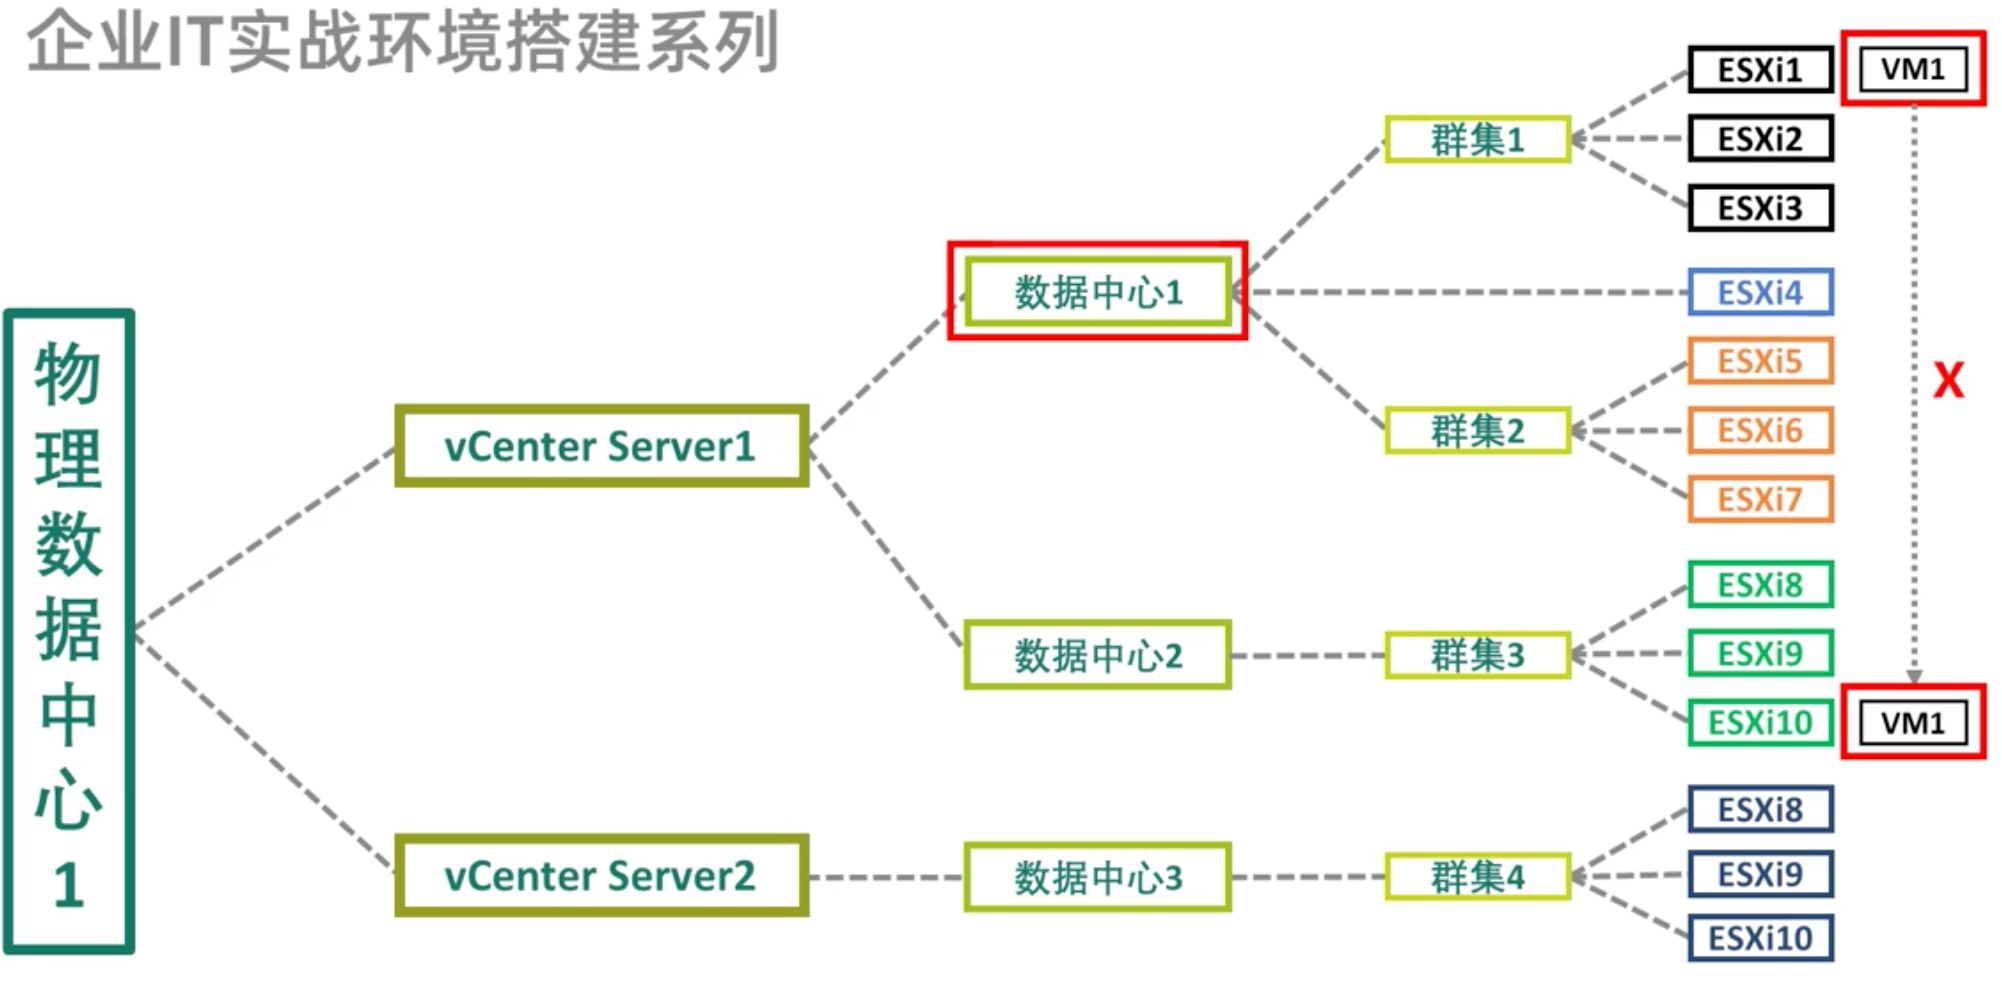 企业IT实战环境搭建系列
物理数据中心1
vCenter Server1
vCenter Server2
数据中心1
数据中心2
数据中心3
群集1
群集2
群集3
群集4
ESXi1
VM1
ESXi2
ESXi3
ESXi4
ESXi5
X
ESXi6
ESXi7
ESXi8
ESXi9
ESXi10
VM1
ESXi8
ESXi9
ESXi10